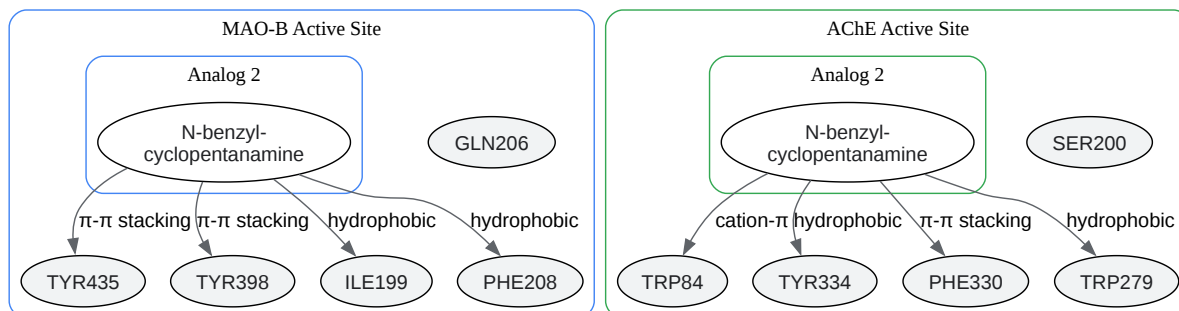 MAO-B Active Site
Analog 2
N-benzyl-
cyclopentanamine
GLN206
π-π stacking
π-π stacking
hydrophobic
hydrophobic
TYR435
TYR398
ILE199
PHE208
AChE Active Site
Analog 2
N-benzyl-
cyclopentanamine
SER200
cation-π
hydrophobic
π-π stacking
hydrophobic
TRP84
TYR334
PHE330
TRP279